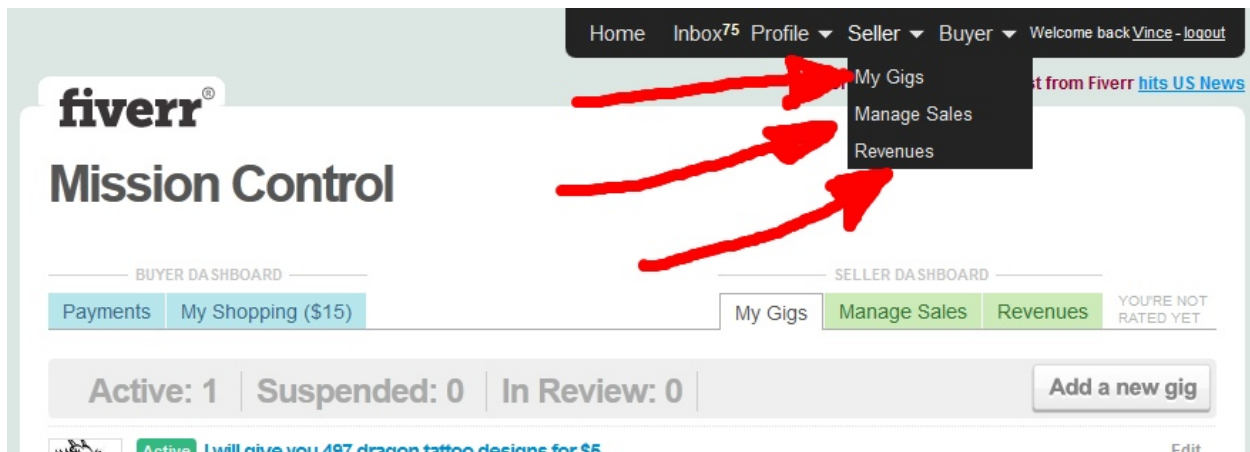 Home Inbox75 Profile Seller Buyer Welcome back Vince - logout
My Gigs
st from Fiverr hits US News
Manage Sales
Revenues
fiverr®
Mission Control
BUYER DASHBOARD
SELLER DASHBOARD
Payments My Shopping ($15)
My Gigs Manage Sales Revenues
YOU'RE NOT
RATED YET
Active: 1 Suspended: 0 In Review: 0
Add a new gig
Active I will give you 497 dragon tattoo designs for $5
Edit